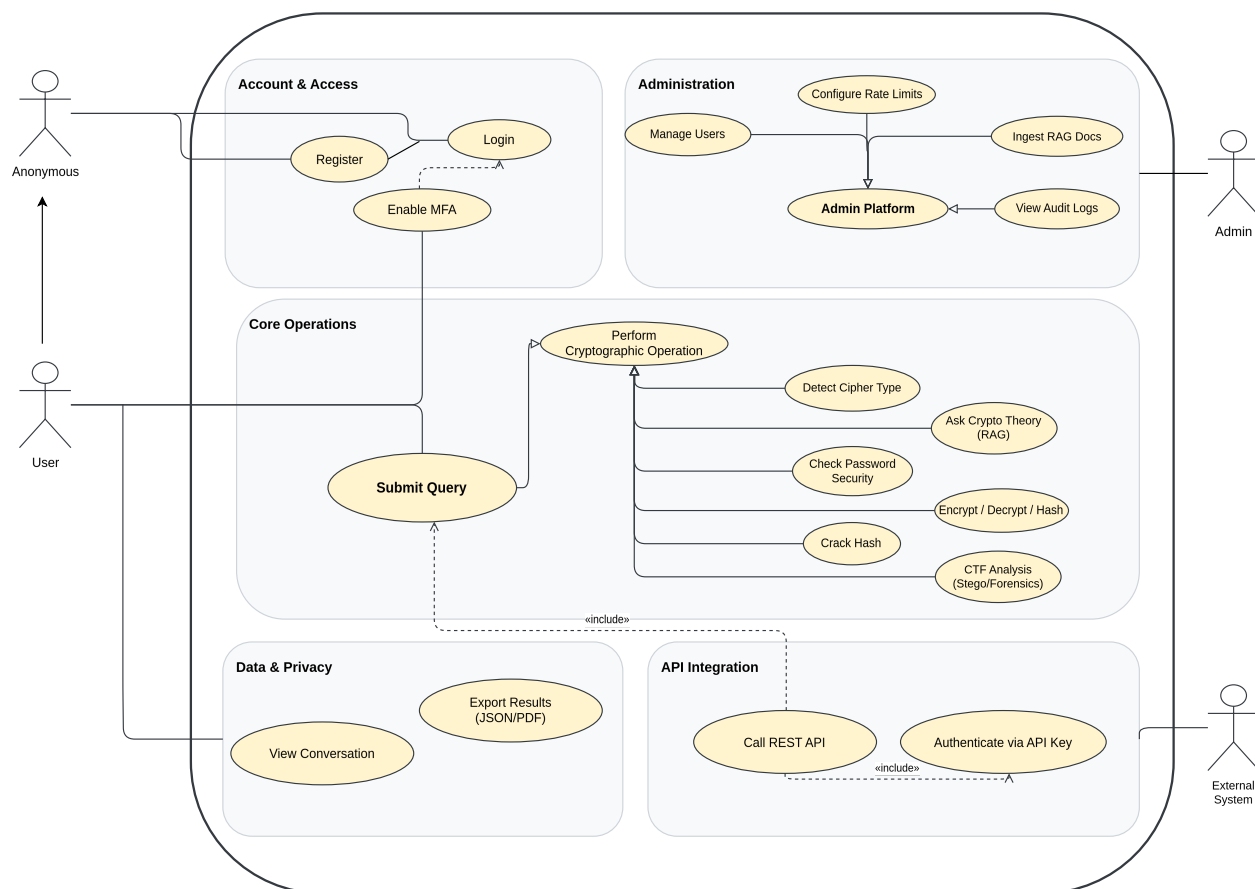 Account & Access
Administration
Configure Rate Limits
Manage Users
Ingest RAG Docs
Login
Register
Anonymous
Enable MFA
Admin Platform
View Audit Logs
Admin
Core Operations
Perform
Cryptographic Operation
Detect Cipher Type
Ask Crypto Theory
(RAG)
User
Check Password
Security
Submit Query
Encrypt / Decrypt / Hash
Crack Hash
CTF Analysis
(Stego/Forensics)
«include»
Data & Privacy
API Integration
Export Results
(JSON/PDF)
View Conversation
Call REST API
Authenticate via API Key
«include»
External
System